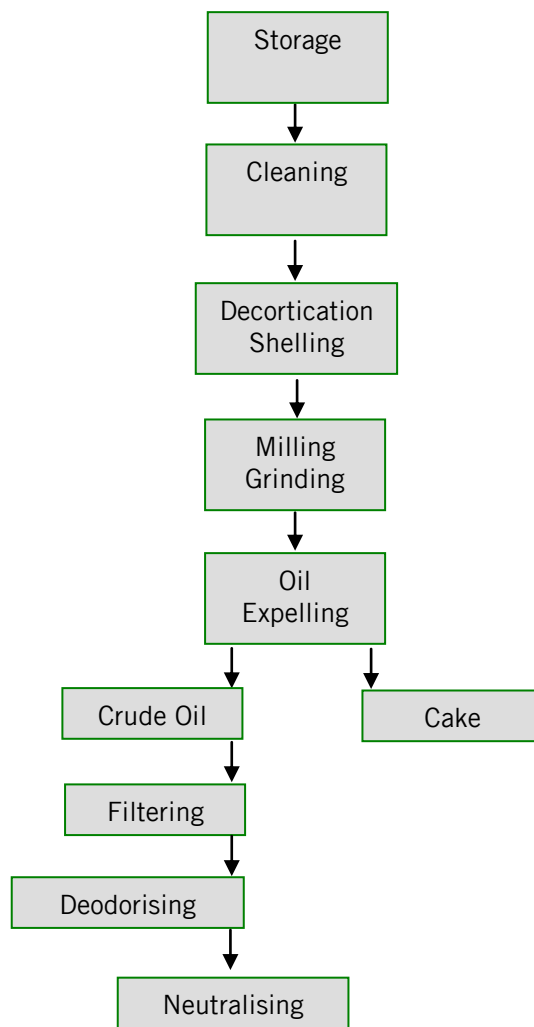 Storage
Cleaning
Decortication
Shelling
Milling
Grinding
Oil
Expelling
Crude Oil
Cake
Filtering
Deodorising
Neutralising